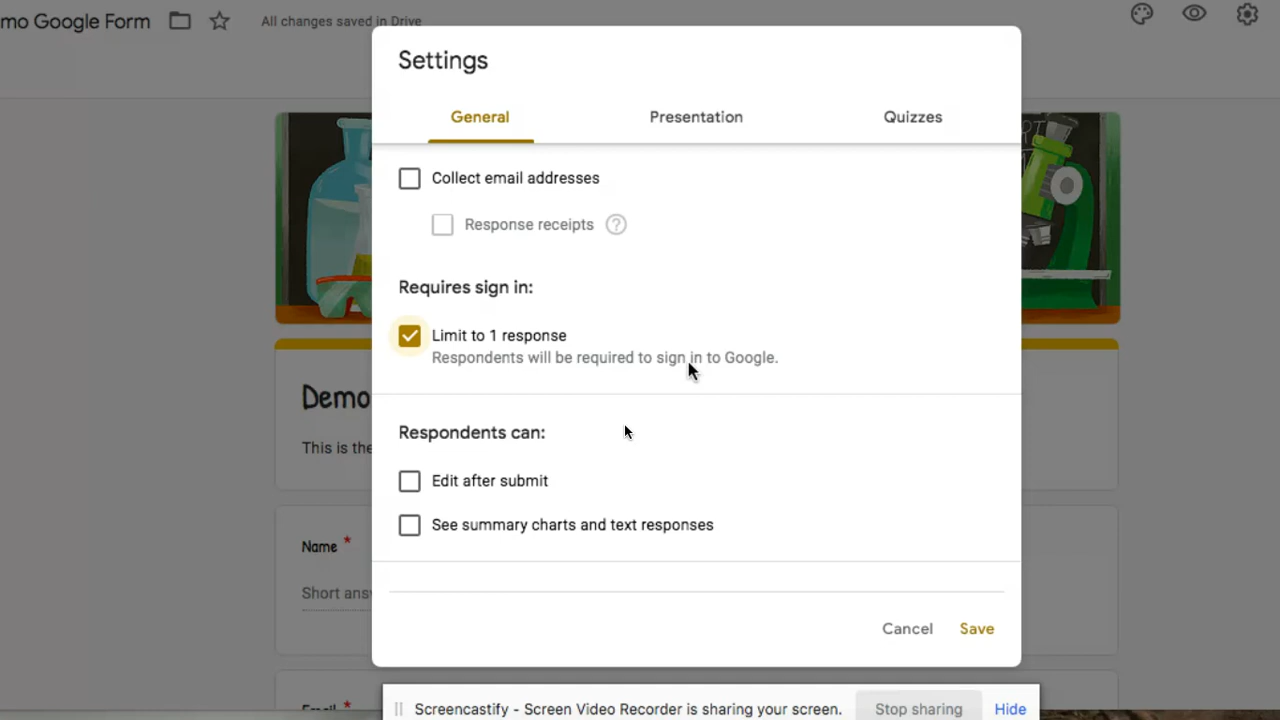 mo Google Form
All changes saved in Drive
Settings
General
Presentation
Quizzes
Collect email addresses
Response receipts
Requires sign in:
Limit to 1 response
Respondents will be required to sign in to Google.
Respondents can:
Edit after submit
See summary charts and text responses
Cancel
Save
Demo
This is the
Name *
Short ans
Email *
Screencastify - Screen Video Recorder is sharing your screen.
Stop sharing
Hide